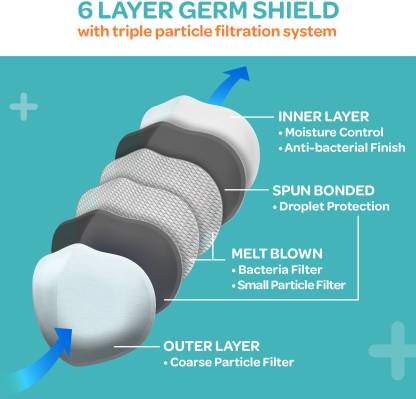 6 LAYER GERM SHIELD
with triple particle filtration system
INNER LAYER
• Moisture Control
• Anti-bacterial Finish
SPUN BONDED
• Droplet Protection
MELT BLOWN
• Bacteria Filter
• Small Particle Filter
OUTER LAYER
• Coarse Particle Filter